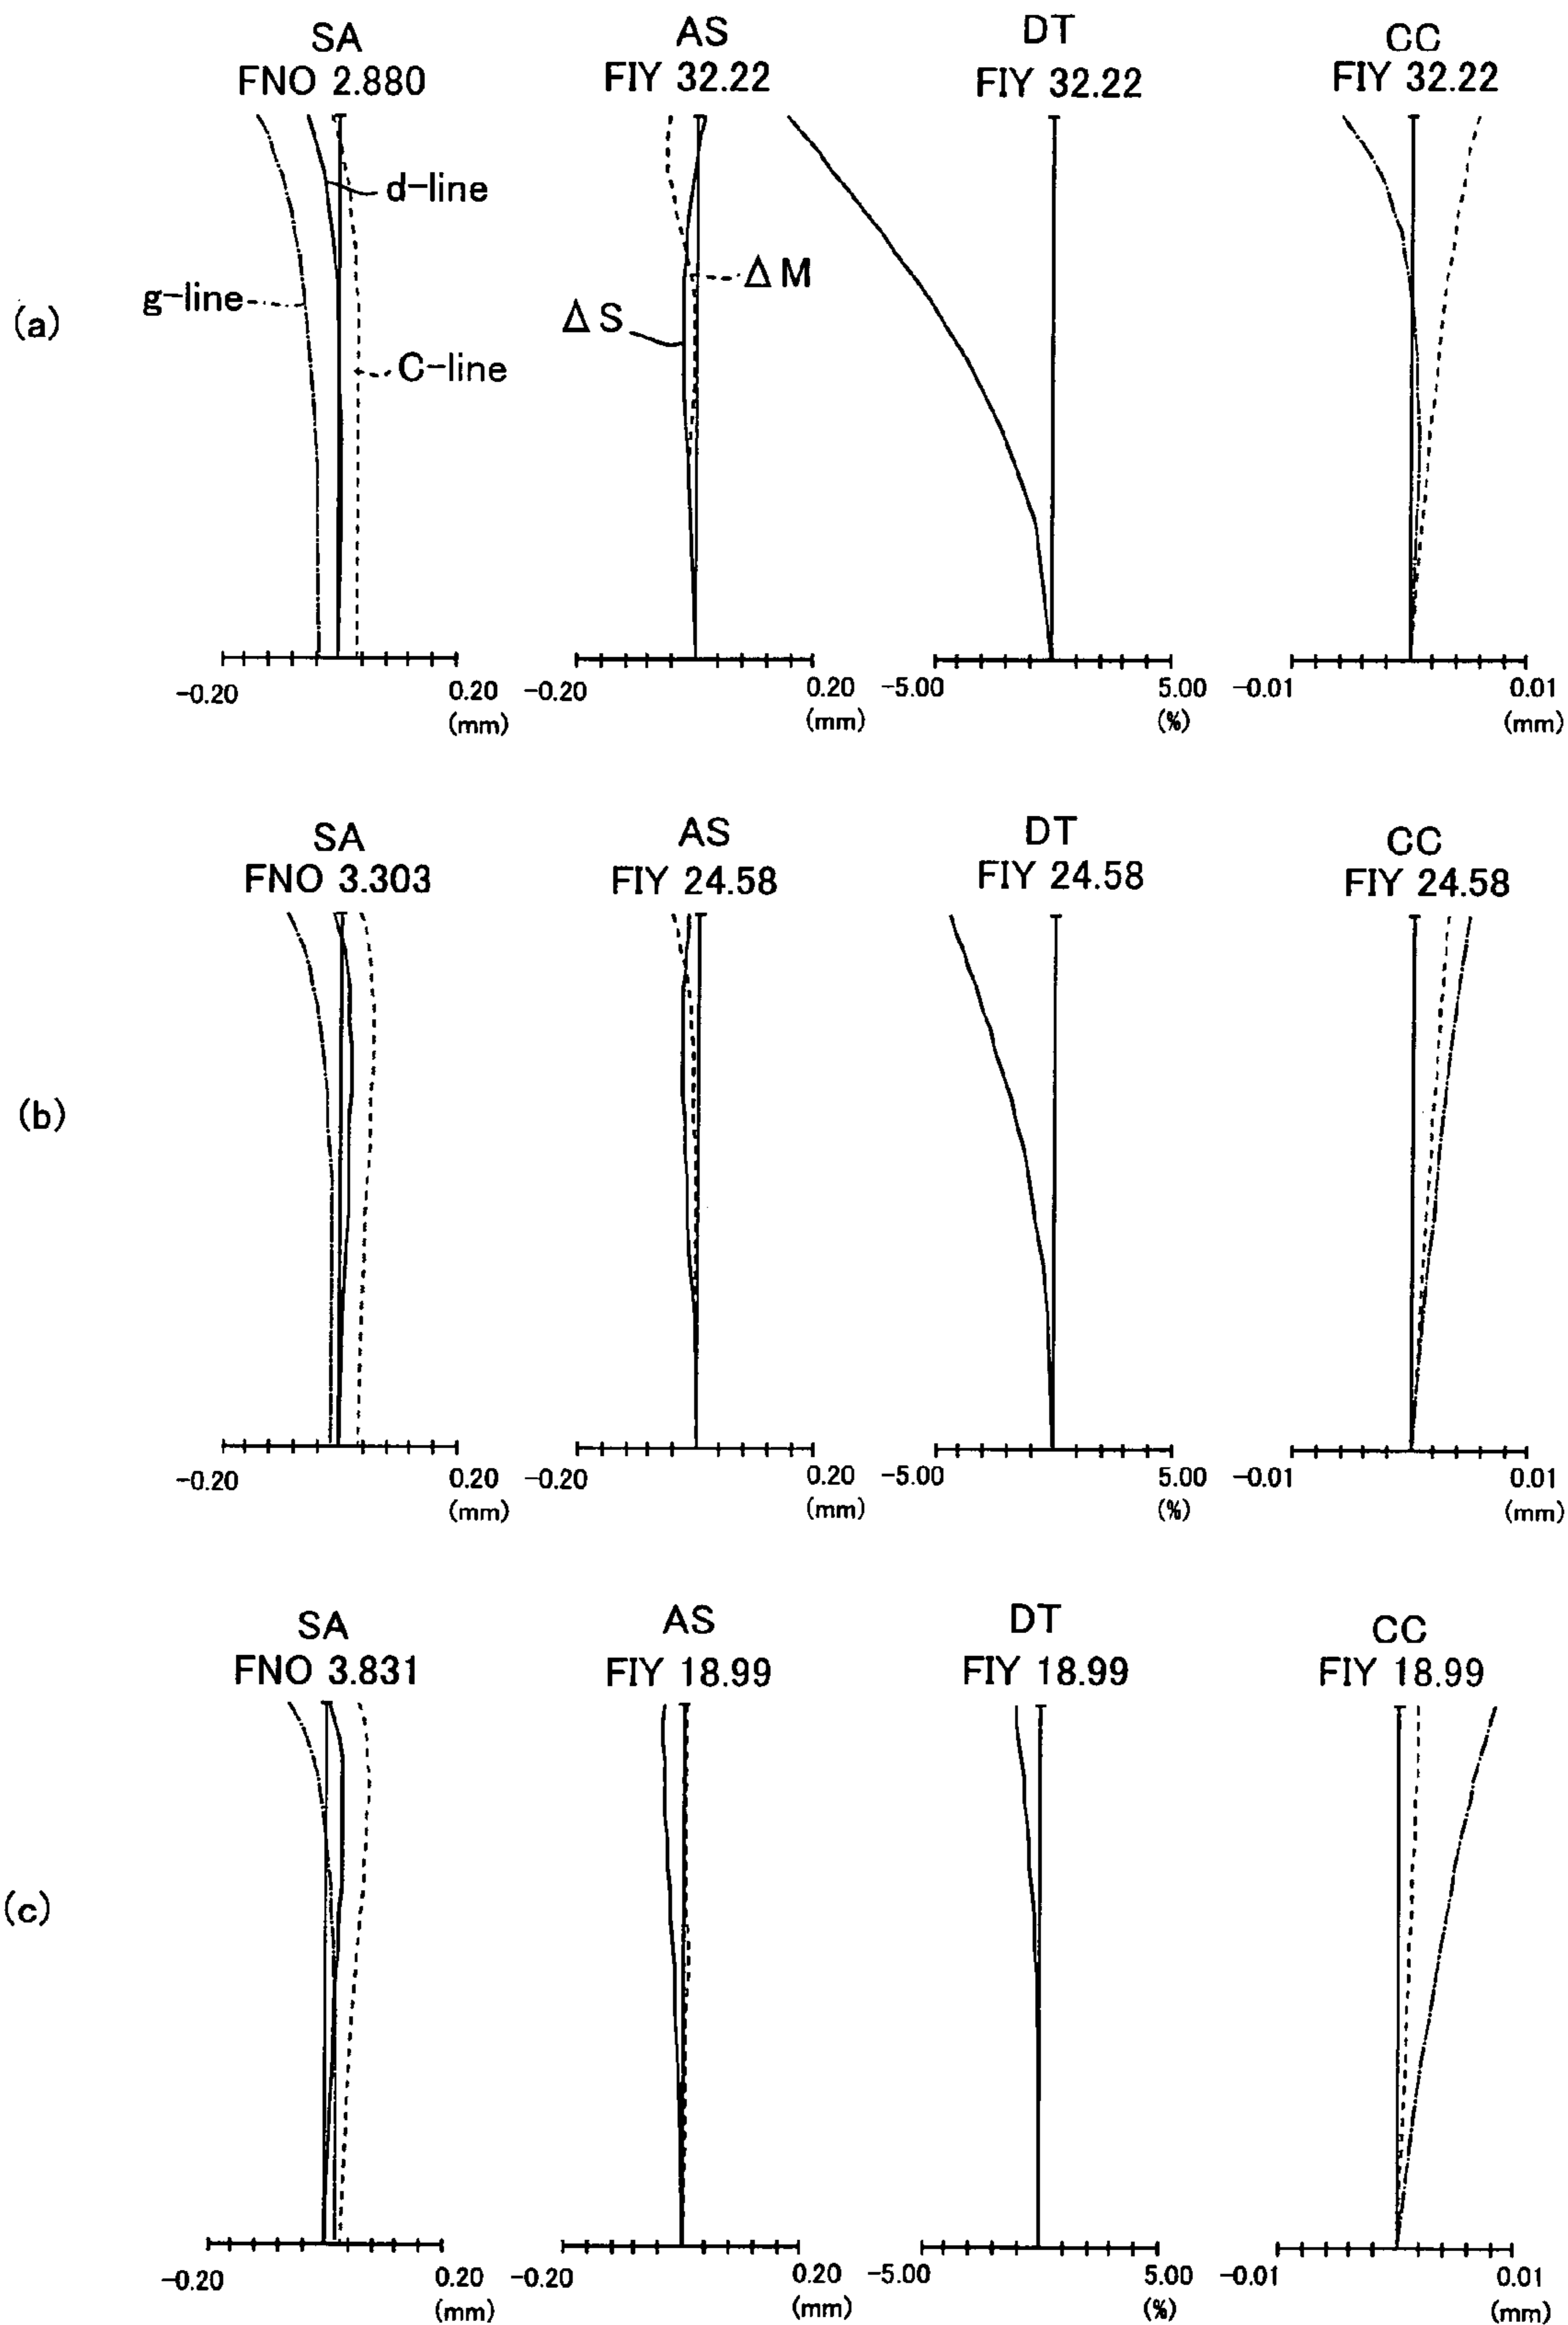 SA
FNO 2.880
AS
FIY 32.22
DT
FIY 32.22
CC
FIY 32.22
(a)
d-line
g-line
C-line
ΔM
ΔS
-0.20
0.20
(mm)
-0.20
0.20
(mm)
-5.00
5.00
(%)
-0.01
0.01
(mm)
SA
FNO 3.303
AS
FIY 24.58
DT
FIY 24.58
CC
FIY 24.58
(b)
-0.20
0.20
(mm)
-0.20
0.20
(mm)
-5.00
5.00
(%)
-0.01
0.01
(mm)
SA
FNO 3.831
AS
FIY 18.99
DT
FIY 18.99
CC
FIY 18.99
(c)
-0.20
0.20
(mm)
-0.20
0.20
(mm)
-5.00
5.00
(%)
-0.01
0.01
(mm)